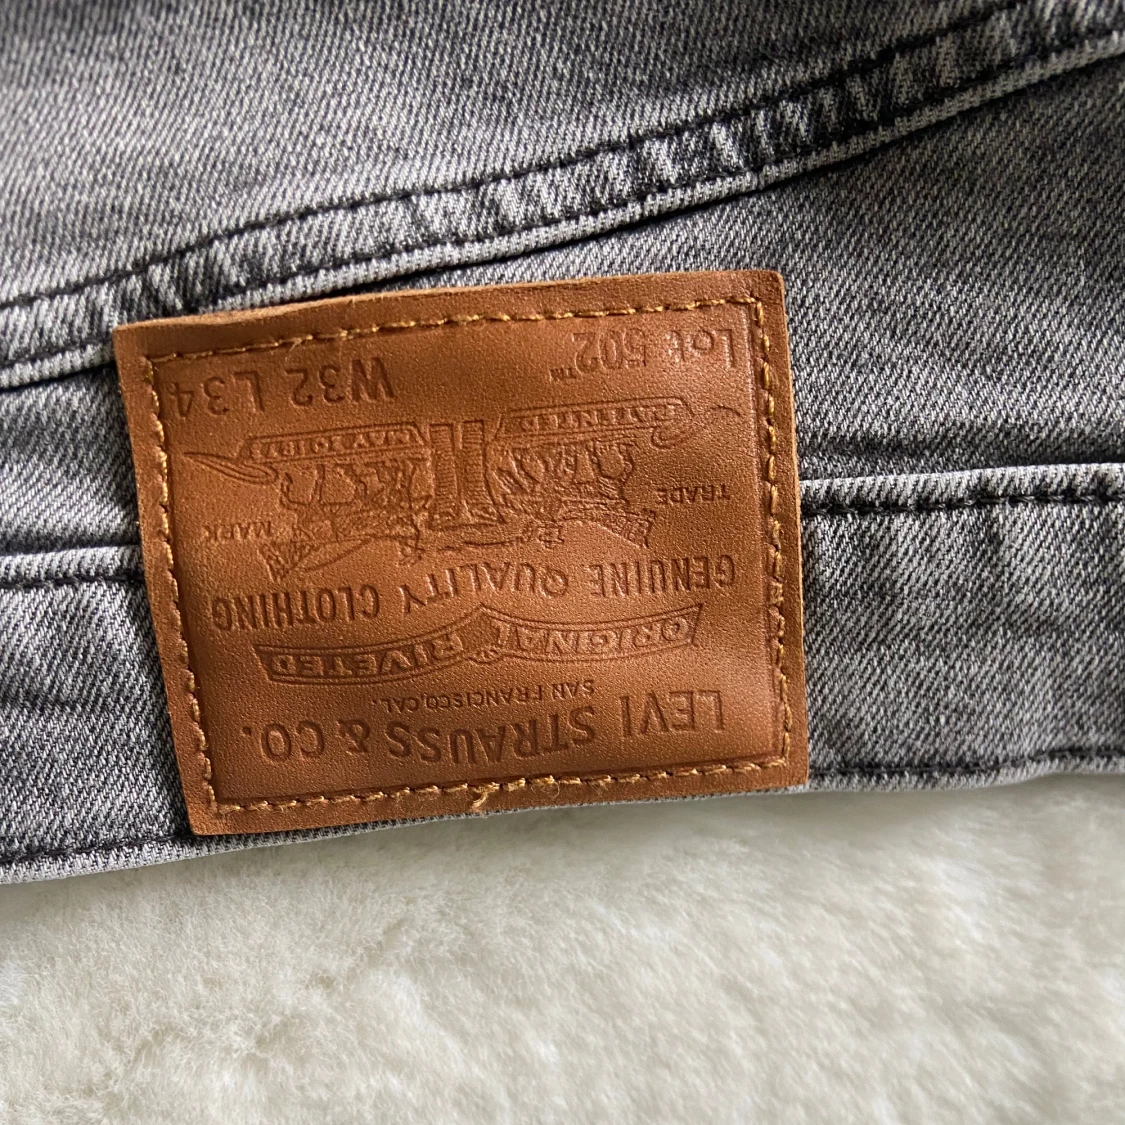 LEVI STRAUSS & CO.
SAN FRANCISCO, CAL.
ORIGINAL RIVETED
GENUINE QUALITY CLOTHING
TRADE MARK
PATENTED MAY 20 1873
Lot 502™ W32 L34